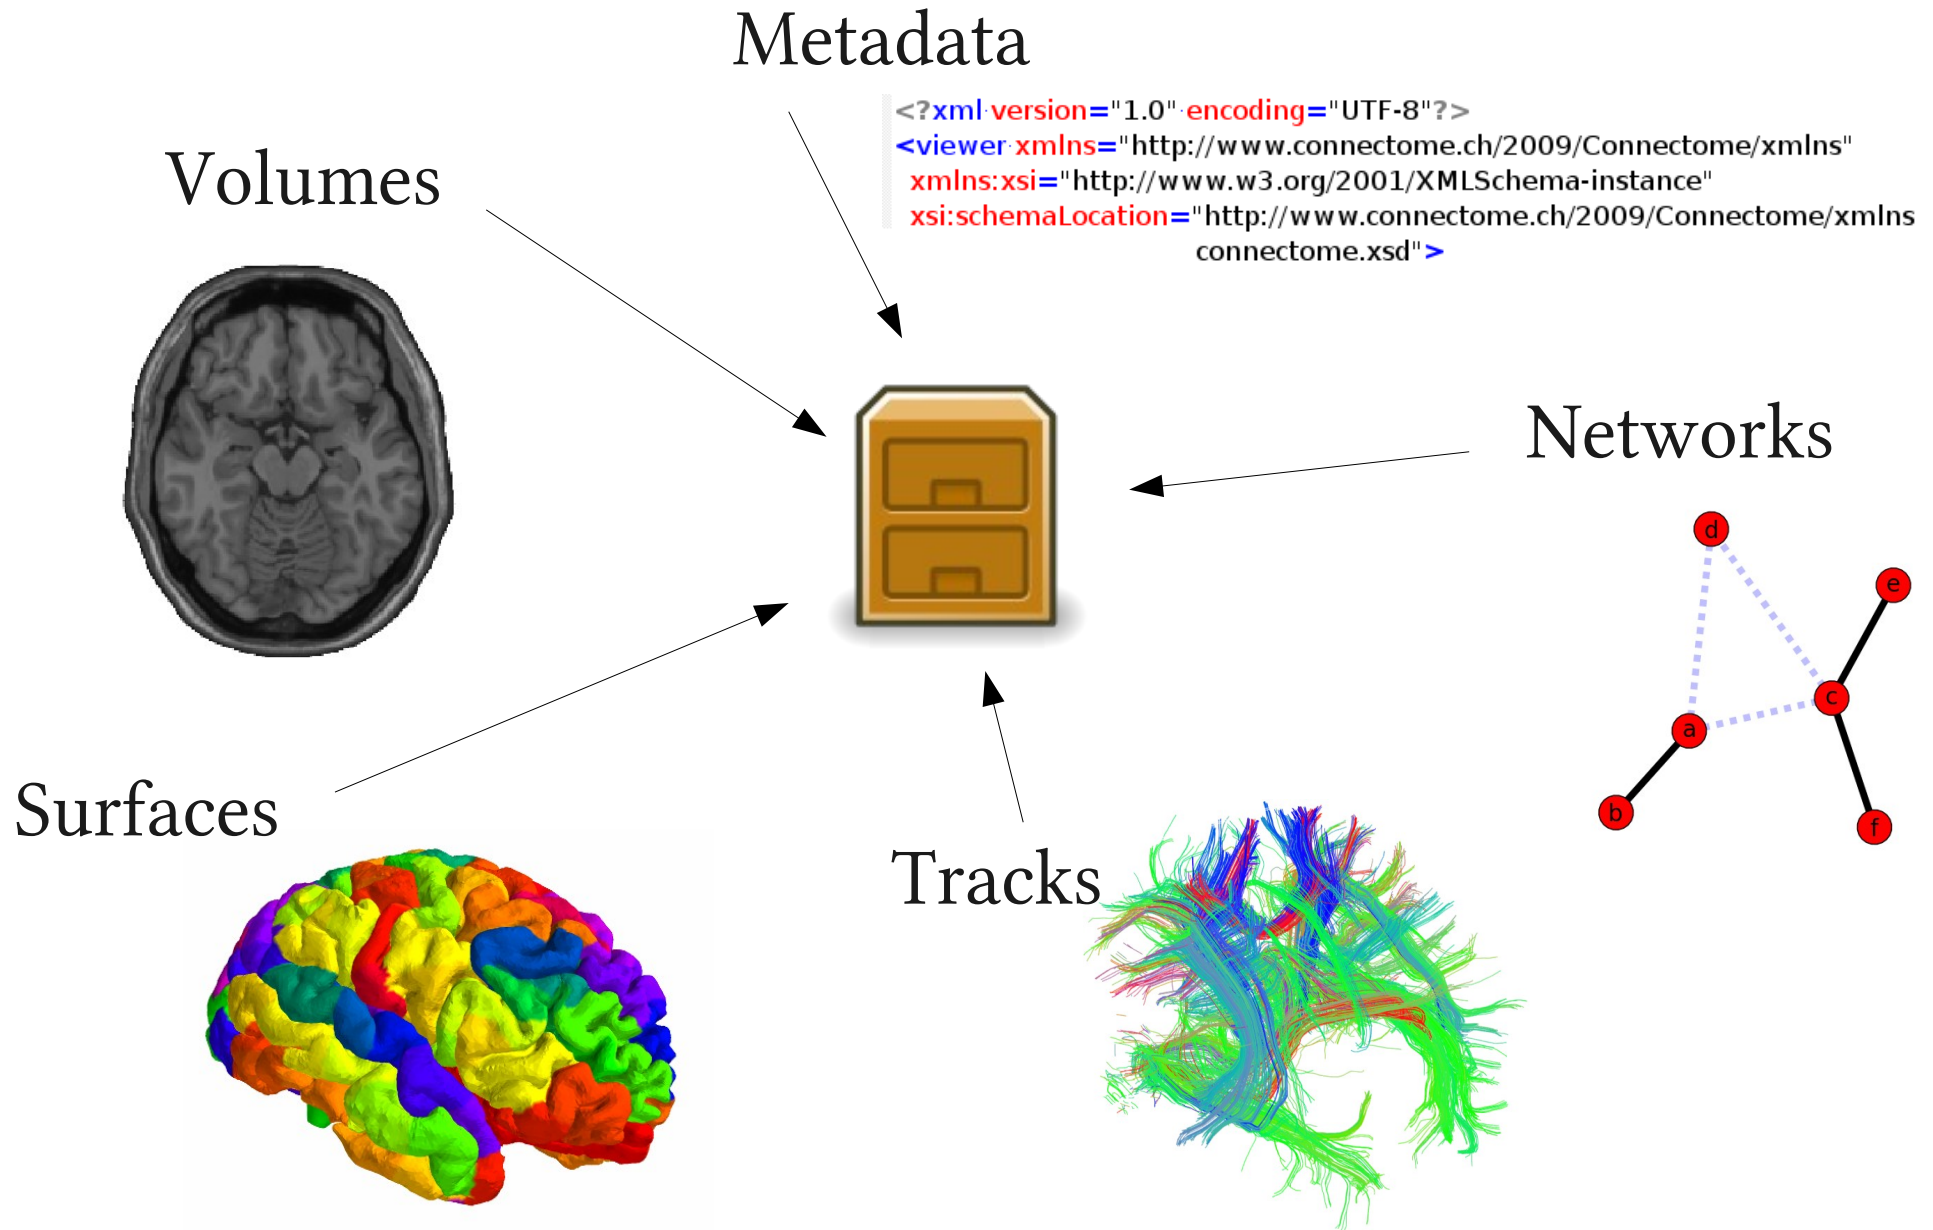 Metadata
<?xml version="1.0" encoding="UTF-8"?>
<viewer xmlns="http://www.connectome.ch/2009/Connectome/xmlns"
xmlns:xsi="http://www.w3.org/2001/XMLSchema-instance"
xsi:schemaLocation="http://www.connectome.ch/2009/Connectome/xmlns
connectome.xsd">
Volumes
Networks
d
e
c
a
b
f
Surfaces
Tracks